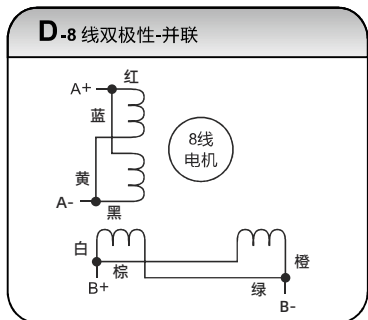 D-8 线双极性-并联
A+
红
蓝
8线
电机
黄
A-
黑
白
棕
橙
B+
绿
B-